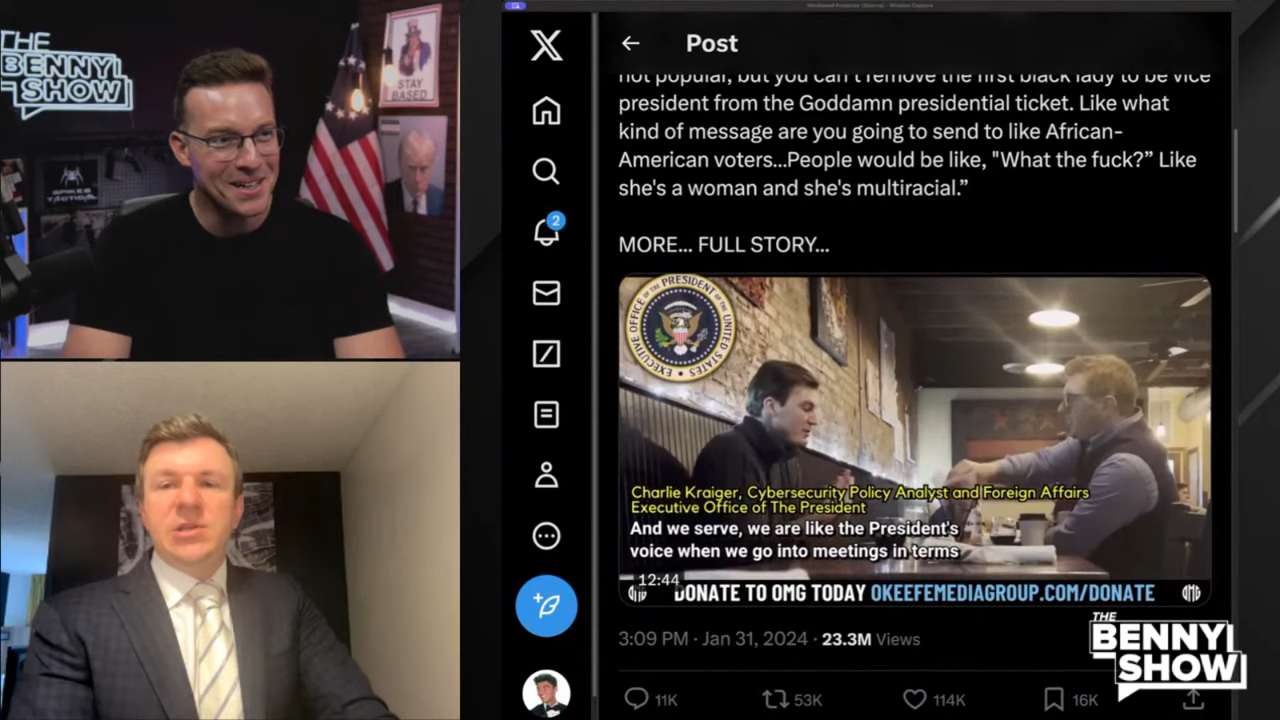 THE
BENNY
SHOW
STAY
BASED
SPIKE'S
TACTICAL
Post
not popular, but you can't remove the first black lady to be vice
president from the Goddamn presidential ticket. Like what
kind of message are you going to send to like African-
American voters...People would be like, "What the fuck?” Like
she's a woman and she's multiracial.”
MORE... FULL STORY...
EXECUTIVE OFFICE OF THE PRESIDENT OF THE UNITED STATES
Charlie Kraiger, Cybersecurity Policy Analyst and Foreign Affairs
Executive Office of The President
And we serve, we are like the President's
voice when we go into meetings in terms
12:44
DONATE TO OMG TODAY OKEEFEMEDIAGROUP.COM/DONATE
OMG
3:09 PM · Jan 31, 2024 · 23.3M Views
11K
53K
114K
16K
2
THE
BENNY
SHOW